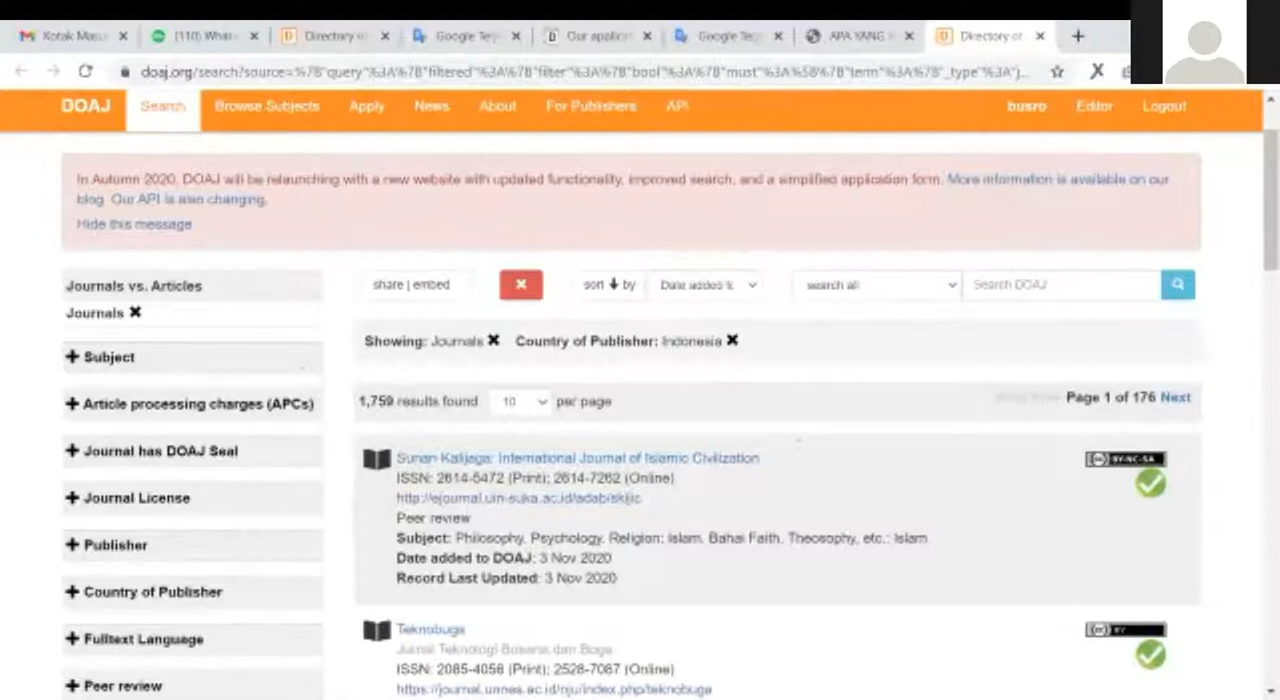 Kotak Masu
(110) What
Directory o
Google Ter
Our applica
Google Te
APA YANG
Directory or
doaj.org/search?source=%7B"query"%3A%7B"filtered"%3A%7B"filter"%3A%7B"bool"%3A%7B"must"%3A%5B%7B"term"%3A%7B"_type"%3A"j...
DOAJ Search Browse Subjects Apply News About For Publishers API busro Editor Logout
In Autumn 2020, DOAJ will be relaunching with a new website with updated functionality, improved search, and a simplified application form. More information is available on our
blog. Our API is also changing.
Hide this message
Journals vs. Articles
Journals
Subject
Article processing charges (APCs)
Journal has DOAJ Seal
Journal License
Publisher
Country of Publisher
Fulltext Language
Peer review
share | embed sort by Date added t search all Search DOAJ
Showing: Journals Country of Publisher: Indonesia
1,759 results found 10 per page Page 1 of 176 Next
Sunan Kalijaga: International Journal of Islamic Civilization
ISSN: 2614-5472 (Print); 2614-7262 (Online)
http://ejournal.uin-suka.ac.id/adab/skijic
Peer review
Subject: Philosophy. Psychology. Religion: Islam. Bahai Faith. Theosophy, etc.: Islam
Date added to DOAJ: 3 Nov 2020
Record Last Updated: 3 Nov 2020
BY-NC-SA
Teknobuga
Jurnal Teknologi Busana dan Boga
ISSN: 2085-4056 (Print); 2528-7087 (Online)
https://journal.unnes.ac.id/nju/index.php/teknobuga
BY